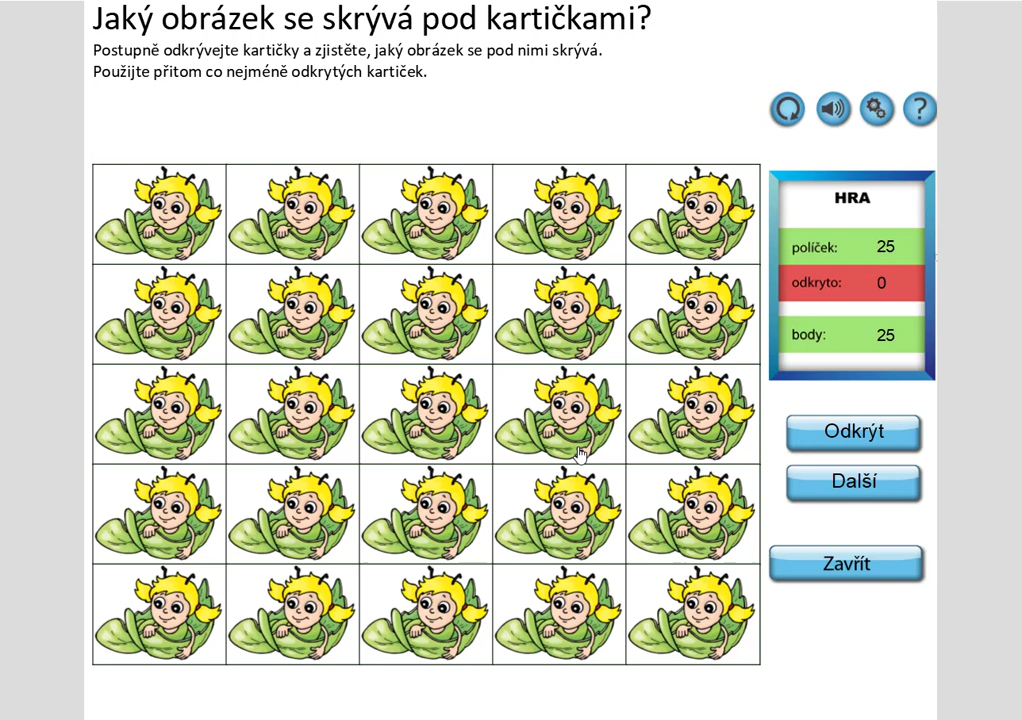 Jaký obrázek se skrývá pod kartičkami?
Postupně odkrývejte kartičky a zjistěte, jaký obrázek se pod nimi skrývá.
Použijte přitom co nejméně odkrytých kartiček.
?
HRA
políček: 25
odkryto: 0
body: 25
Odkrýt
Další
Zavřít